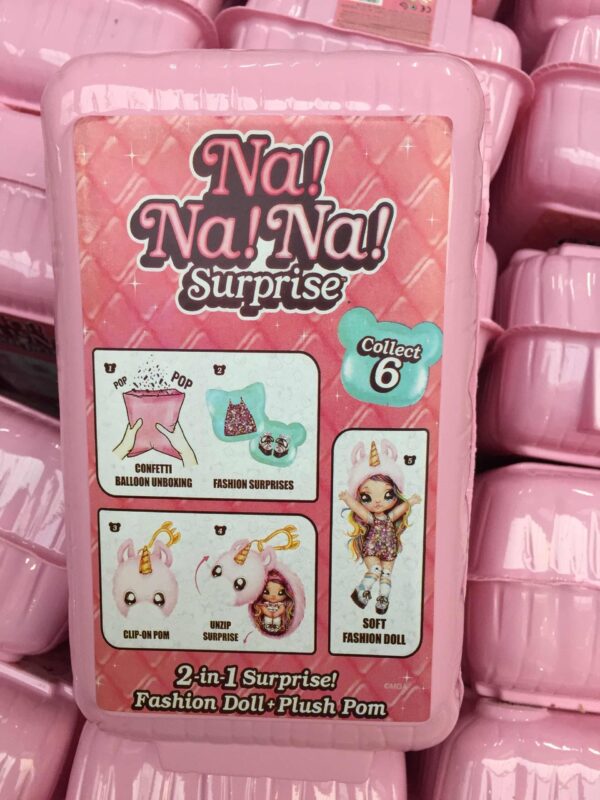 Na!
Na! Na!
Surprise
Collect
6
1
POP POP
CONFETTI
BALLOON UNBOXING
2
FASHION SURPRISES
3
CLIP-ON POM
4
UNZIP
SURPRISE
5
SOFT
FASHION DOLL
©MGA
2-in-1 Surprise!
Fashion Doll + Plush Pom